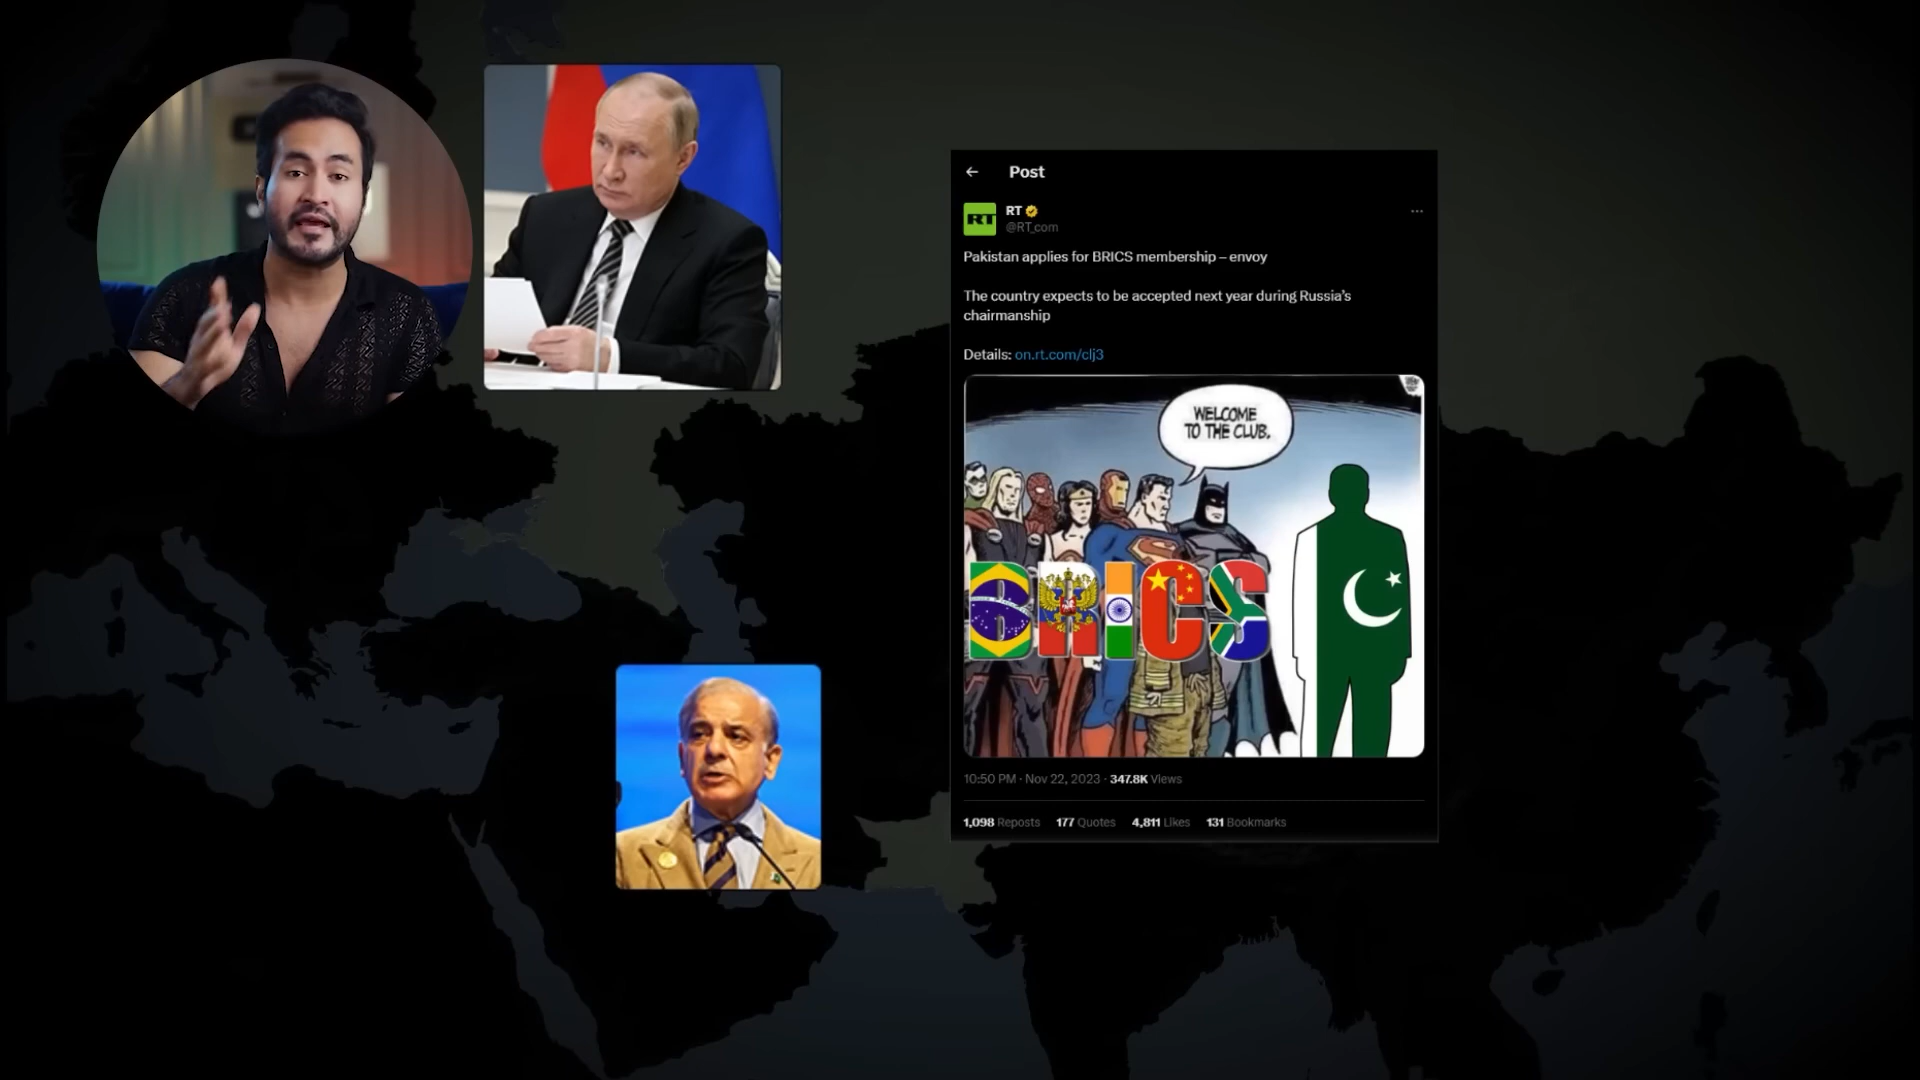 Post
RT
RT
@RT_com
Pakistan applies for BRICS membership – envoy
The country expects to be accepted next year during Russia's
chairmanship
Details: on.rt.com/clj3
WELCOME
TO THE CLUB.
BRICS
10:50 PM · Nov 22, 2023 · 347.8K Views
1,098 Reposts 177 Quotes 4,811 Likes 131 Bookmarks